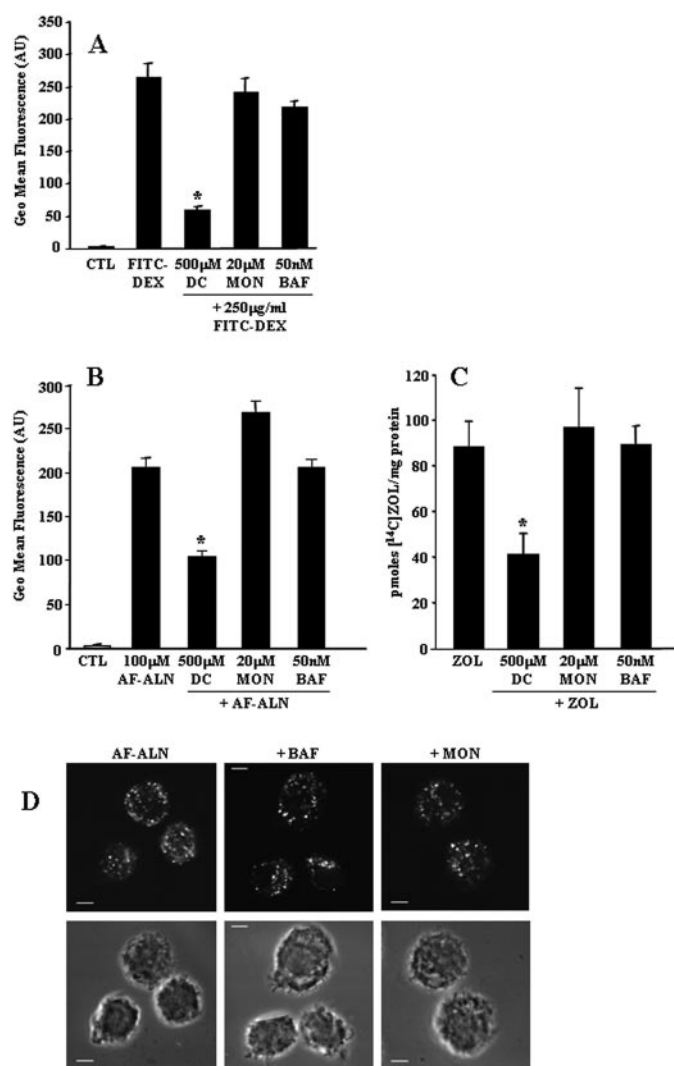 A
Geo Mean Fluorescence (AU)
350
300
250
200
150
100
50
0
*
CTL FITC-DEX 500µM DC 20µM MON 50nM BAF
+ 250µg/ml
FITC-DEX
B
Geo Mean Fluorescence (AU)
300
250
200
150
100
50
0
*
CTL 100µM AF-ALN 500µM DC 20µM MON 50nM BAF
+ AF-ALN
C
pmoles [¹⁴C]ZOL/mg protein
120
100
80
60
40
20
0
*
ZOL 500µM DC 20µM MON 50nM BAF
+ ZOL
D
AF-ALN + BAF + MON